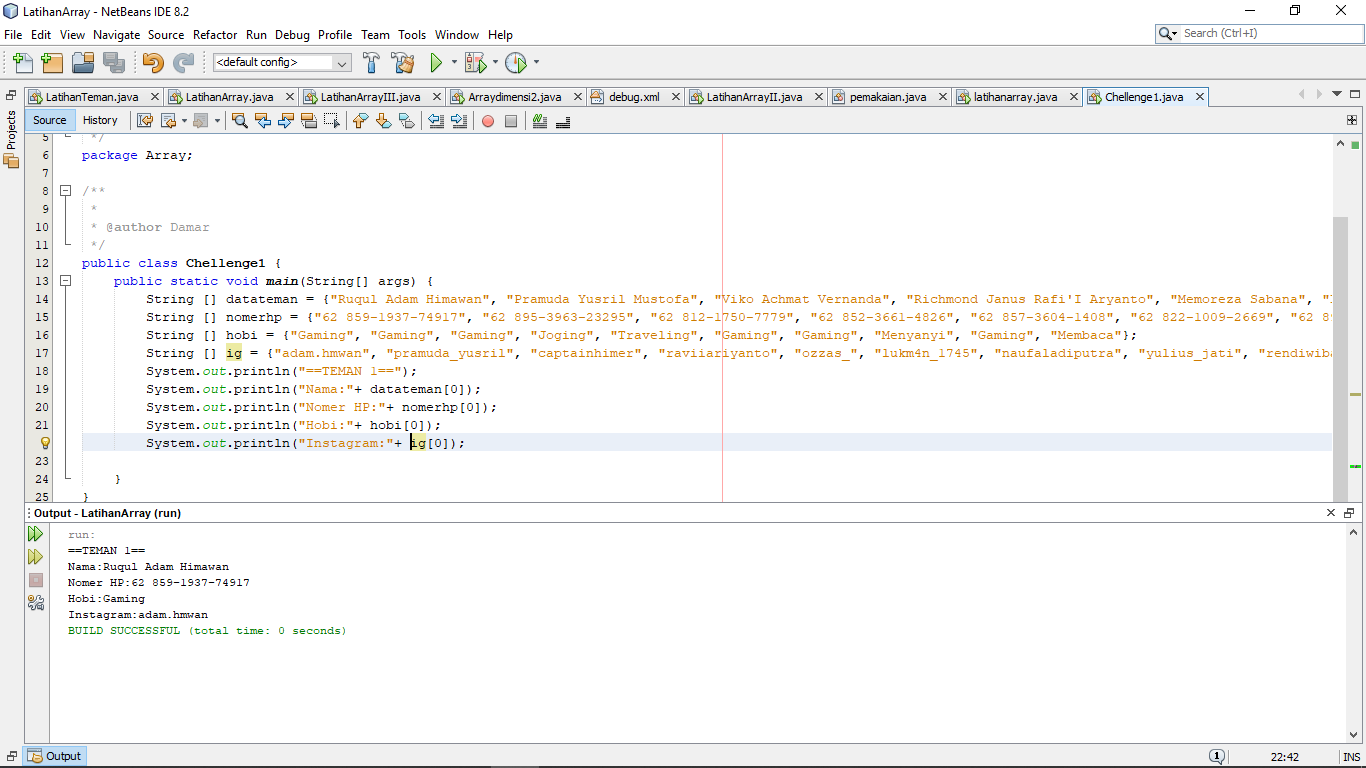 LatihanArray - NetBeans IDE 8.2
File Edit View Navigate Source Refactor Run Debug Profile Team Tools Window Help
Search (Ctrl+I)
<default config>
LatihanTeman.java LatihanArray.java LatihanArrayIII.java Arraydimensi2.java debug.xml LatihanArrayII.java pemakaian.java latihanarray.java Chellenge1.java
Projects
Source History
5 */
6 package Array;
7
8 /**
9 *
10 * @author Damar
11 */
12 public class Chellenge1 {
13 public static void main(String[] args) {
14 String [] datateman = {"Ruqul Adam Himawan", "Pramuda Yusril Mustofa", "Viko Achmat Vernanda", "Richmond Janus Rafi'I Aryanto", "Memoreza Sabana", "
15 String [] nomerhp = {"62 859-1937-74917", "62 895-3963-23295", "62 812-1750-7779", "62 852-3661-4826", "62 857-3604-1408", "62 822-1009-2669", "62
16 String [] hobi = {"Gaming", "Gaming", "Gaming", "Joging", "Traveling", "Gaming", "Gaming", "Menyanyi", "Gaming", "Membaca"};
17 String [] ig = {"adam.hmwan", "pramuda_yusril", "captainhimer", "raviiariyanto", "ozzas_", "lukm4n_1745", "naufaladiputra", "yulius_jati", "rendiwiba
18 System.out.println("==TEMAN 1==");
19 System.out.println("Nama:"+ datateman[0]);
20 System.out.println("Nomer HP:"+ nomerhp[0]);
21 System.out.println("Hobi:"+ hobi[0]);
System.out.println("Instagram:"+ ig[0]);
23
24 }
25 }
Output - LatihanArray (run)
run:
==TEMAN 1==
Nama:Ruqul Adam Himawan
Nomer HP:62 859-1937-74917
Hobi:Gaming
Instagram:adam.hmwan
BUILD SUCCESSFUL (total time: 0 seconds)
Output
1 22:42 INS